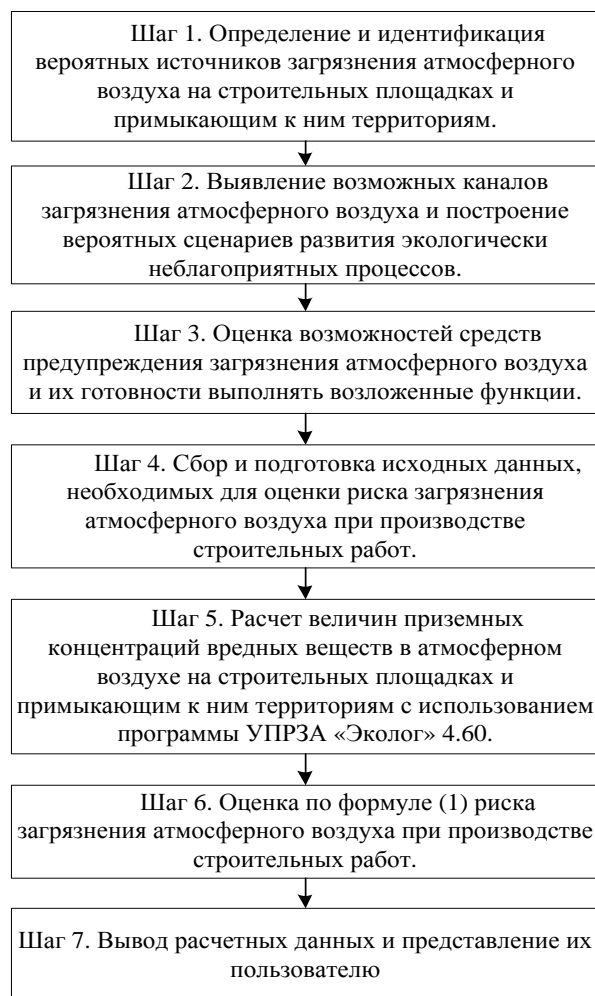 Шаг 1. Определение и идентификация
вероятных источников загрязнения атмосферного
воздуха на строительных площадках и
примыкающим к ним территориям.
Шаг 2. Выявление возможных каналов
загрязнения атмосферного воздуха и построение
вероятных сценариев развития экологически
неблагоприятных процессов.
Шаг 3. Оценка возможностей средств
предупреждения загрязнения атмосферного воздуха
и их готовности выполнять возложенные функции.
Шаг 4. Сбор и подготовка исходных данных,
необходимых для оценки риска загрязнения
атмосферного воздуха при производстве
строительных работ.
Шаг 5. Расчет величин приземных
концентраций вредных веществ в атмосферном
воздухе на строительных площадках и
примыкающим к ним территориям с использованием
программы УПРЗА «Эколог» 4.60.
Шаг 6. Оценка по формуле (1) риска
загрязнения атмосферного воздуха при производстве
строительных работ.
Шаг 7. Вывод расчетных данных и представление их
пользователю